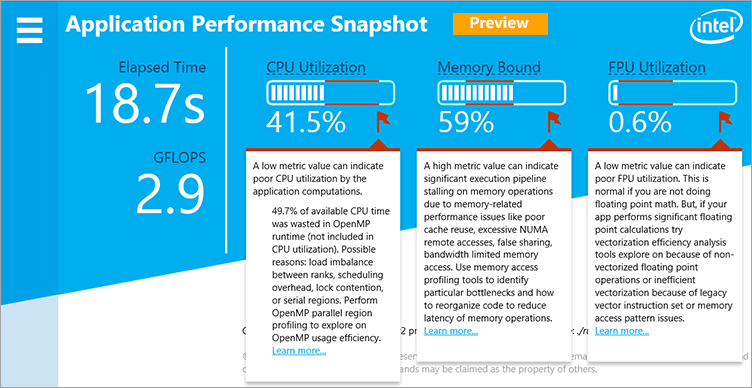 Application Performance Snapshot
Preview
intel
Elapsed Time
18.7s
GFLOPS
2.9
CPU Utilization
41.5%
A low metric value can indicate
poor CPU utilization by the
application computations.
49.7% of available CPU time
was wasted in OpenMP
runtime (not included in
CPU utilization). Possible
reasons: load imbalance
between ranks, scheduling
overhead, lock contention,
or serial regions. Perform
OpenMP parallel region
profiling to explore on
OpenMP usage efficiency.
Learn more...
Memory Bound
59%
A high metric value can indicate
significant execution pipeline
stalling on memory operations
due to memory-related
performance issues like poor
cache reuse, excessive NUMA
remote accesses, false sharing,
bandwidth limited memory
access. Use memory access
profiling tools to identify
particular bottlenecks and how
to reorganize code to reduce
latency of memory operations.
Learn more...
FPU Utilization
0.6%
A low metric value can indicate
poor FPU utilization. This is
normal if you are not doing
floating point math. But, if your
app performs significant floating
point calculations try
vectorization efficiency analysis
tools explore on because of non-
vectorized floating point
operations or inefficient
vectorization because of legacy
vector instruction set or memory
access pattern issues.
Learn more...
may be claimed as the property of others.